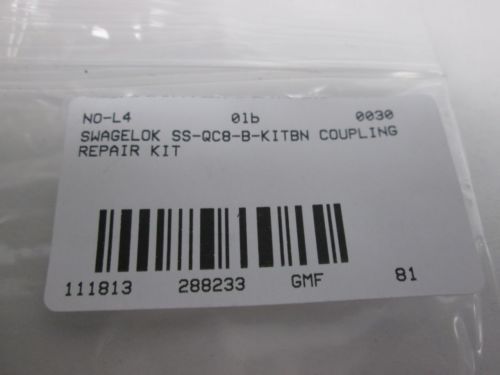 NO-L4 01b 0030
SWAGELOK SS-QC8-B-KITBN COUPLING
REPAIR KIT
111813 288233 GMF 81